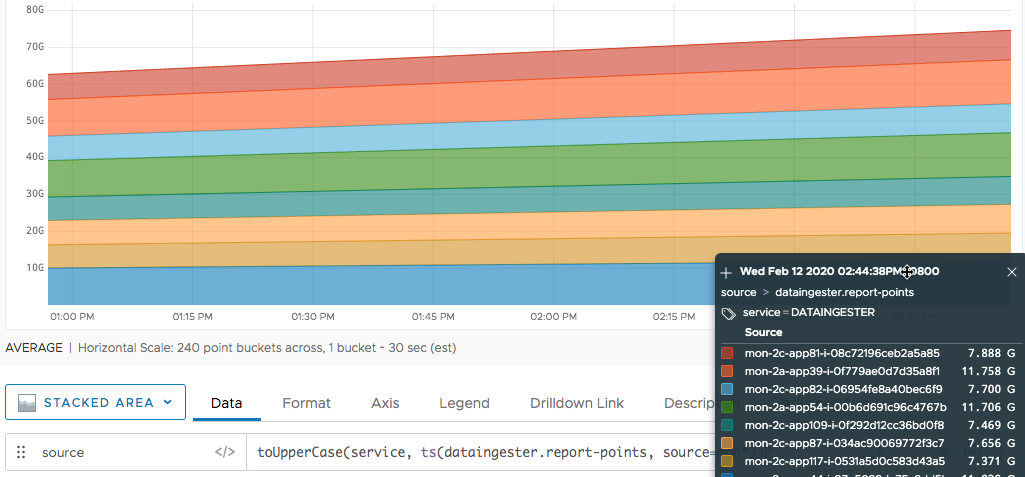 80G
70G
60G
50G
40G
30G
20G
10G
01:00 PM 01:15 PM 01:30 PM 01:45 PM 02:00 PM 02:15 PM
Wed Feb 12 2020 02:44:38PM 0800
source > dataingester.report-points
service = DATAINGESTER
Source
mon-2c-app81-i-08c72196ceb2a5a85 7.888 G
mon-2a-app39-i-0f779ae0d7d35a8f1 11.758 G
mon-2c-app82-i-06954fe8a40bec6f9 7.700 G
mon-2a-app54-i-00b6d691c96c4767b 11.706 G
mon-2c-app109-i-0f292d12cc36bd0f8 7.469 G
mon-2c-app87-i-034ac90069772f3c7 7.656 G
mon-2c-app117-i-0531a5d0c583d43a5 7.371 G
AVERAGE | Horizontal Scale: 240 point buckets across, 1 bucket ~ 30 sec (est)
STACKED AREA Data Format Axis Legend Drilldown Link Descrip
source </> toUpperCase(service, ts(dataingester.report-points, source=